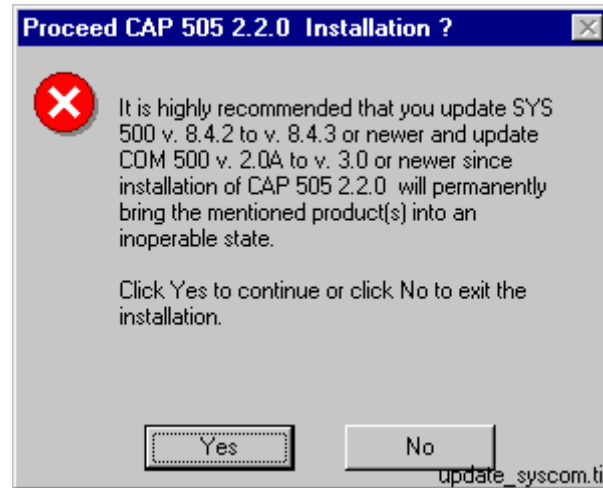 Proceed CAP 505 2.2.0 Installation ?
It is highly recommended that you update SYS
500 v. 8.4.2 to v. 8.4.3 or newer and update
COM 500 v. 2.0A to v. 3.0 or newer since
installation of CAP 505 2.2.0 will permanently
bring the mentioned product(s) into an
inoperable state.
Click Yes to continue or click No to exit the
installation.
Yes No
update_syscom.ti